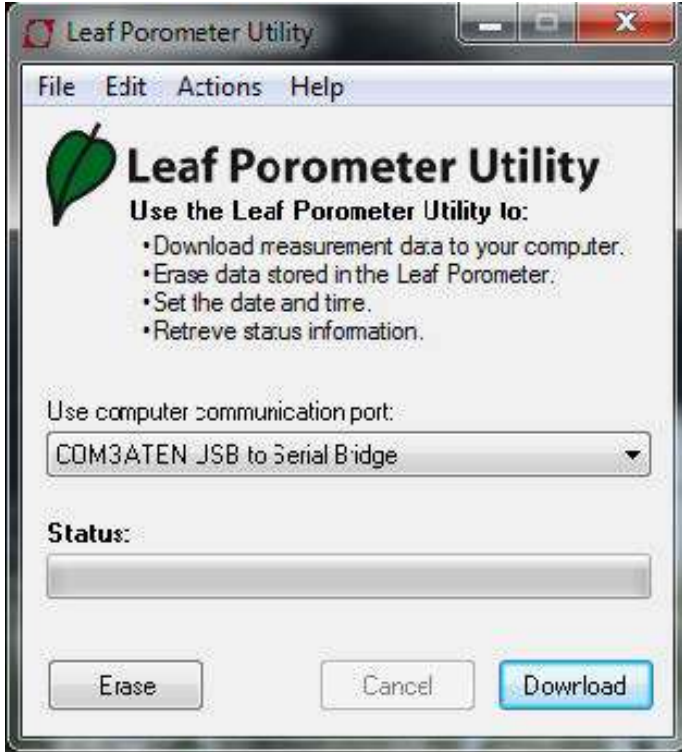 Leaf Porometer Utility
File Edit Actions Help
Leaf Porometer Utility
Use the Leaf Porometer Utility to:
•Download measurement data to your computer.
•Erase data stored in the Leaf Porometer.
•Set the date and time.
•Retreve status information.
Use computer communication port:
COM3ATEN USB to Serial Bridge
Status:
Erase Cancel Download